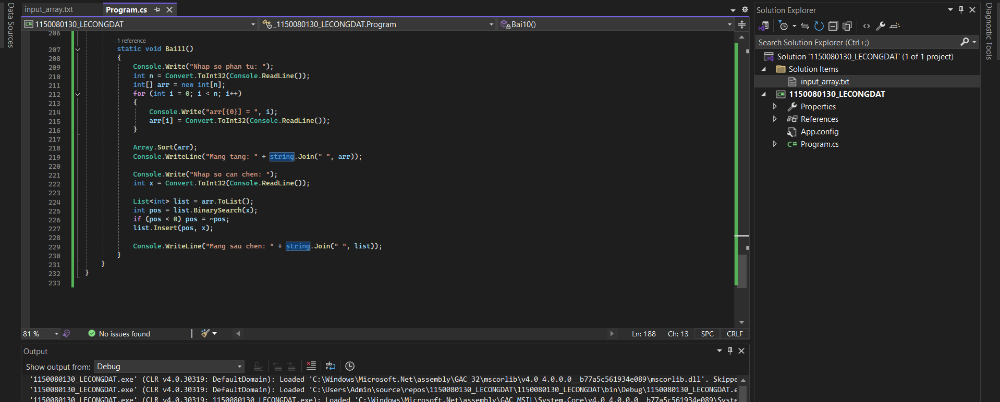 Data Sources
input_array.txt
Program.cs
1150080130_LECONGDAT
_1150080130_LECONGDAT.Program
Bai10()
206
1 reference
207 static void Bai11()
208 {
209 Console.Write("Nhap so phan tu: ");
210 int n = Convert.ToInt32(Console.ReadLine());
211 int[] arr = new int[n];
212 for (int i = 0; i < n; i++)
213 {
214 Console.Write("arr[{0}] = ", i);
215 arr[i] = Convert.ToInt32(Console.ReadLine());
216 }
217
218 Array.Sort(arr);
219 Console.WriteLine("Mang tang: " + string.Join(" ", arr));
220
221 Console.Write("Nhap so can chen: ");
222 int x = Convert.ToInt32(Console.ReadLine());
223
224 List<int> list = arr.ToList();
225 int pos = list.BinarySearch(x);
226 if (pos < 0) pos = ~pos;
227 list.Insert(pos, x);
228
229 Console.WriteLine("Mang sau chen: " + string.Join(" ", list));
230 }
231 }
232 }
233
81 % No issues found Ln: 188 Ch: 13 SPC CRLF
Output
Show output from: Debug
'1150080130_LECONGDAT.exe' (CLR v4.0.30319: DefaultDomain): Loaded 'C:\Windows\Microsoft.Net\assembly\GAC_32\mscorlib\v4.0_4.0.0.0__b77a5c561934e089\mscorlib.dll'. Skippe
'1150080130_LECONGDAT.exe' (CLR v4.0.30319: DefaultDomain): Loaded 'C:\Users\Admin\source\repos\1150080130_LECONGDAT\1150080130_LECONGDAT\bin\Debug\1150080130_LECONGDAT.e
'1150080130_LECONGDAT.exe' (CLR v4.0.30319: 1150080130_LECONGDAT.exe): Loaded 'C:\Windows\Microsoft.Net\assembly\GAC_MSIL\System.Core\v4.0_4.0.0.0__b77a5c561934e089\Syste
Solution Explorer
Search Solution Explorer (Ctrl+;)
Solution '1150080130_LECONGDAT' (1 of 1 project)
Solution Items
input_array.txt
C# 1150080130_LECONGDAT
Properties
References
App.config
C# Program.cs
Diagnostic Tools